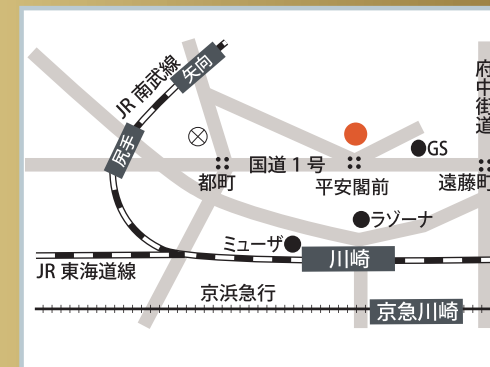 矢向
JR 南武線
尻手
府中街道
GS
国道1号
都町
平安閣前
遠藤町
ラゾーナ
ミューザ
川崎
JR 東海道線
京浜急行
京急川崎